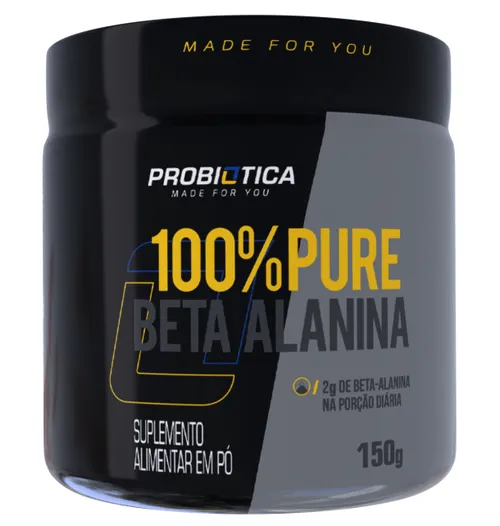 MADE FOR YOU
PROBIOTICA
MADE FOR YOU
100% PURE
BETA ALANINA
2g DE BETA-ALANINA
NA PORÇÃO DIÁRIA
SUPLEMENTO
ALIMENTAR EM PÓ
150g